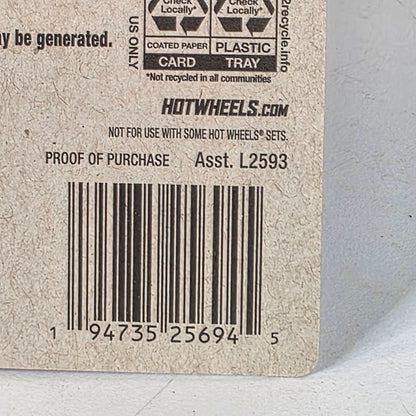 Check Locally* Check Locally*
US ONLY
2recycle.info
ay be generated.
COATED PAPER PLASTIC
CARD TRAY
*Not recycled in all communities
HOTWHEELS.COM
NOT FOR USE WITH SOME HOT WHEELS® SETS.
PROOF OF PURCHASE Asst. L2593
1 94735 25694 5